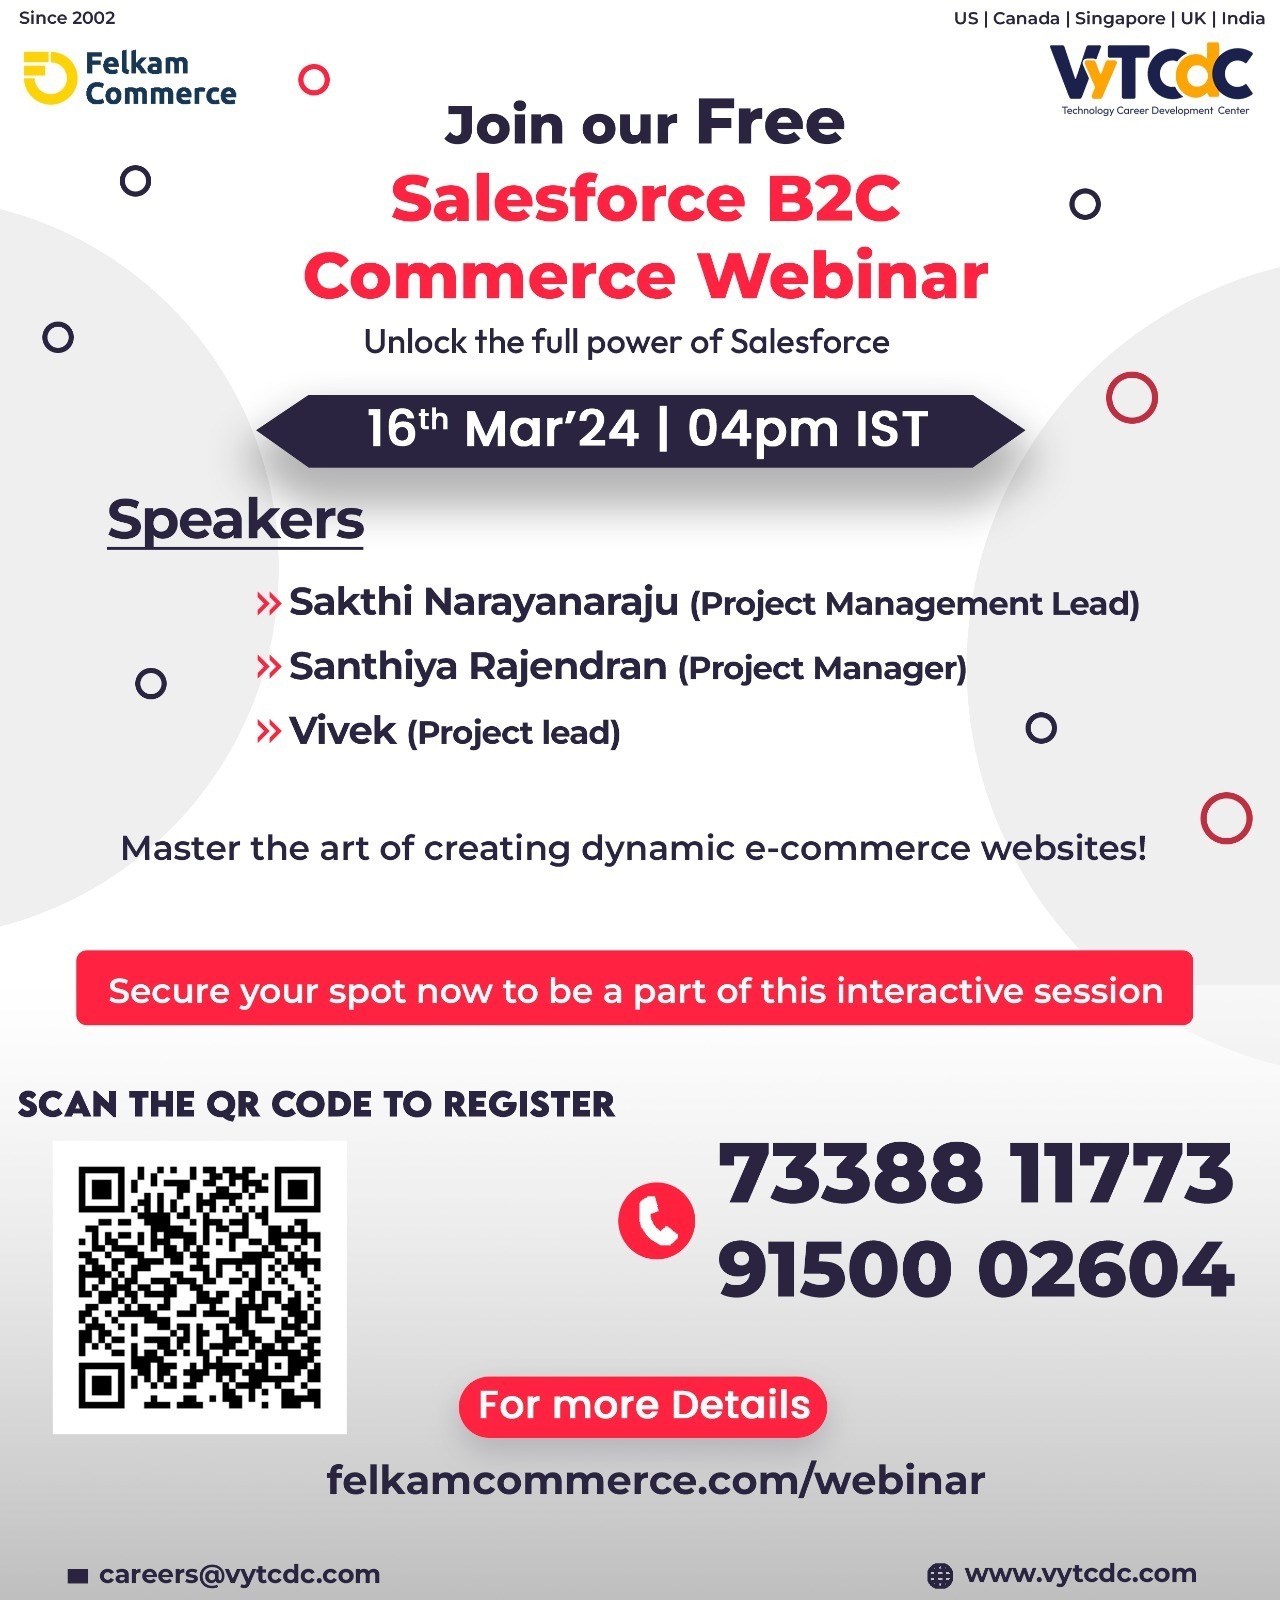 Since 2002
US | Canada | Singapore | UK | India
Felkam
Commerce
VyTCdC
Technology Career Development Center
Join our Free
Salesforce B2C
Commerce Webinar
Unlock the full power of Salesforce
16th Mar’24 | 04pm IST
Speakers
» Sakthi Narayanaraju (Project Management Lead)
» Santhiya Rajendran (Project Manager)
» Vivek (Project lead)
Master the art of creating dynamic e-commerce websites!
Secure your spot now to be a part of this interactive session
SCAN THE QR CODE TO REGISTER
73388 11773
91500 02604
For more Details
felkamcommerce.com/webinar
careers@vytcdc.com
www.vytcdc.com